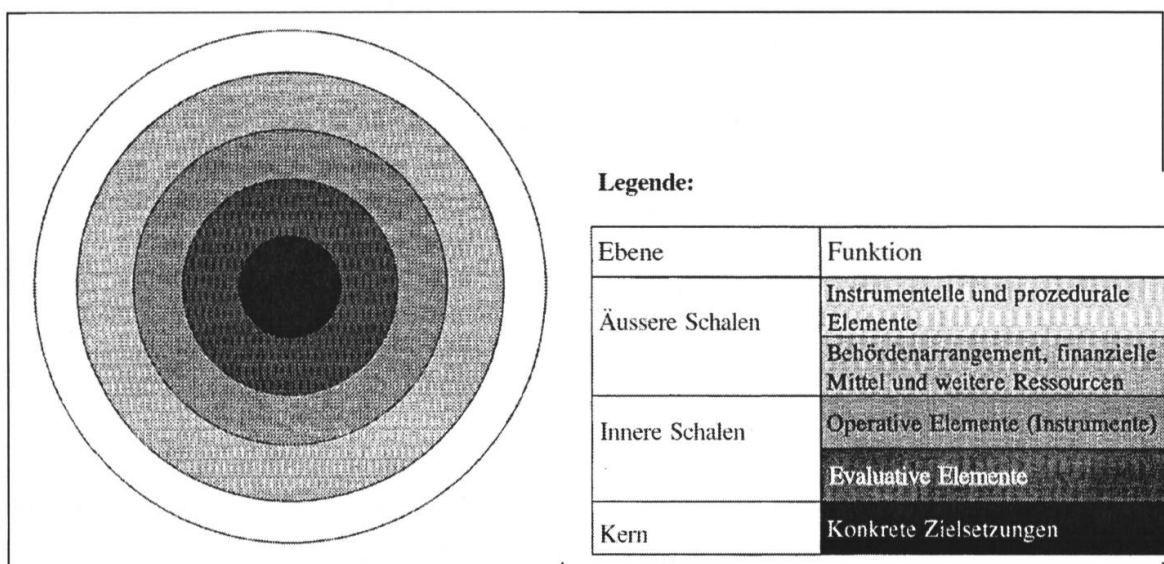 Legende:
Ebene Funktion
Äussere Schalen
Instrumentelle und prozedurale
Elemente
Behördenarrangement, finanzielle
Mittel und weitere Ressourcen
Innere Schalen
Operative Elemente (Instrumente)
Evaluative Elemente
Kern
Konkrete Zielsetzungen